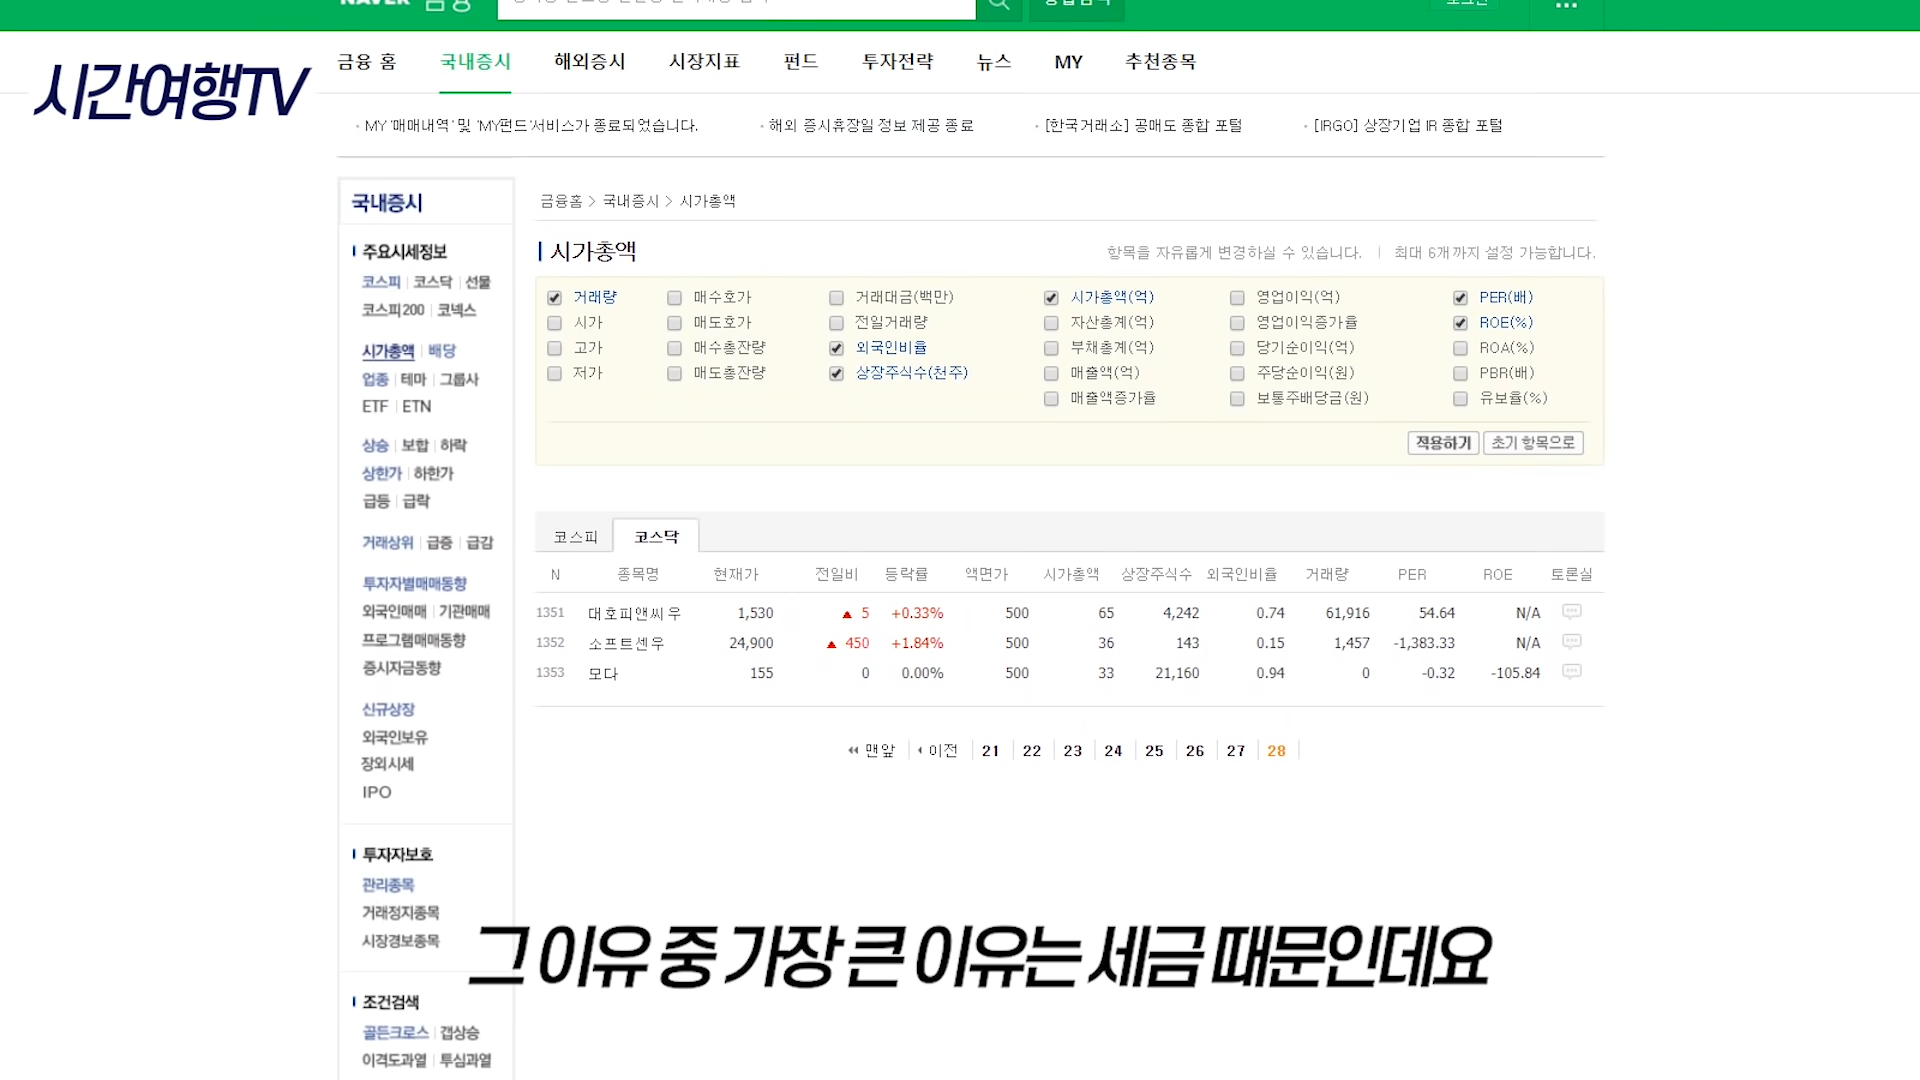 NAVER 금융
통합검색
로그인
시간여행TV
금융 홈 국내증시 해외증시 시장지표 펀드 투자전략 뉴스 MY 추천종목
MY '매매내역' 및 'MY펀드'서비스가 종료되었습니다. 해외 증시휴장일 정보 제공 종료 [한국거래소] 공매도 종합 포털 [IRGO] 상장기업 IR 종합 포털
국내증시
주요시세정보
코스피 코스닥 선물
코스피200 코넥스
시가총액 배당
업종 테마 그룹사
ETF ETN
상승 보합 하락
상한가 하한가
급등 급락
거래상위 급증 급감
투자자별매매동향
외국인매매 기관매매
프로그램매매동향
증시자금동향
신규상장
외국인보유
장외시세
IPO
투자자보호
관리종목
거래정지종목
시장경보종목
조건검색
골든크로스 갭상승
이격도과열 투심과열
금융홈 > 국내증시 > 시가총액
시가총액 항목을 자유롭게 변경하실 수 있습니다. | 최대 6개까지 설정 가능합니다.
거래량 매수호가 거래대금(백만) 시가총액(억) 영업이익(억) PER(배)
시가 매도호가 전일거래량 자산총계(억) 영업이익증가율 ROE(%)
고가 매수총잔량 외국인비율 부채총계(억) 당기순이익(억) ROA(%)
저가 매도총잔량 상장주식수(천주) 매출액(억) 주당순이익(원) PBR(배)
매출액증가율 보통주배당금(원) 유보율(%)
적용하기 초기 항목으로
코스피 코스닥
N 종목명 현재가 전일비 등락률 액면가 시가총액 상장주식수 외국인비율 거래량 PER ROE 토론실
1351 대호피앤씨우 1,530 ▲ 5 +0.33% 500 65 4,242 0.74 61,916 54.64 N/A
1352 소프트센우 24,900 ▲ 450 +1.84% 500 36 143 0.15 1,457 -1,383.33 N/A
1353 모다 155 0 0.00% 500 33 21,160 0.94 0 -0.32 -105.84
맨앞 이전 21 22 23 24 25 26 27 28
그 이유 중 가장 큰 이유는 세금 때문인데요